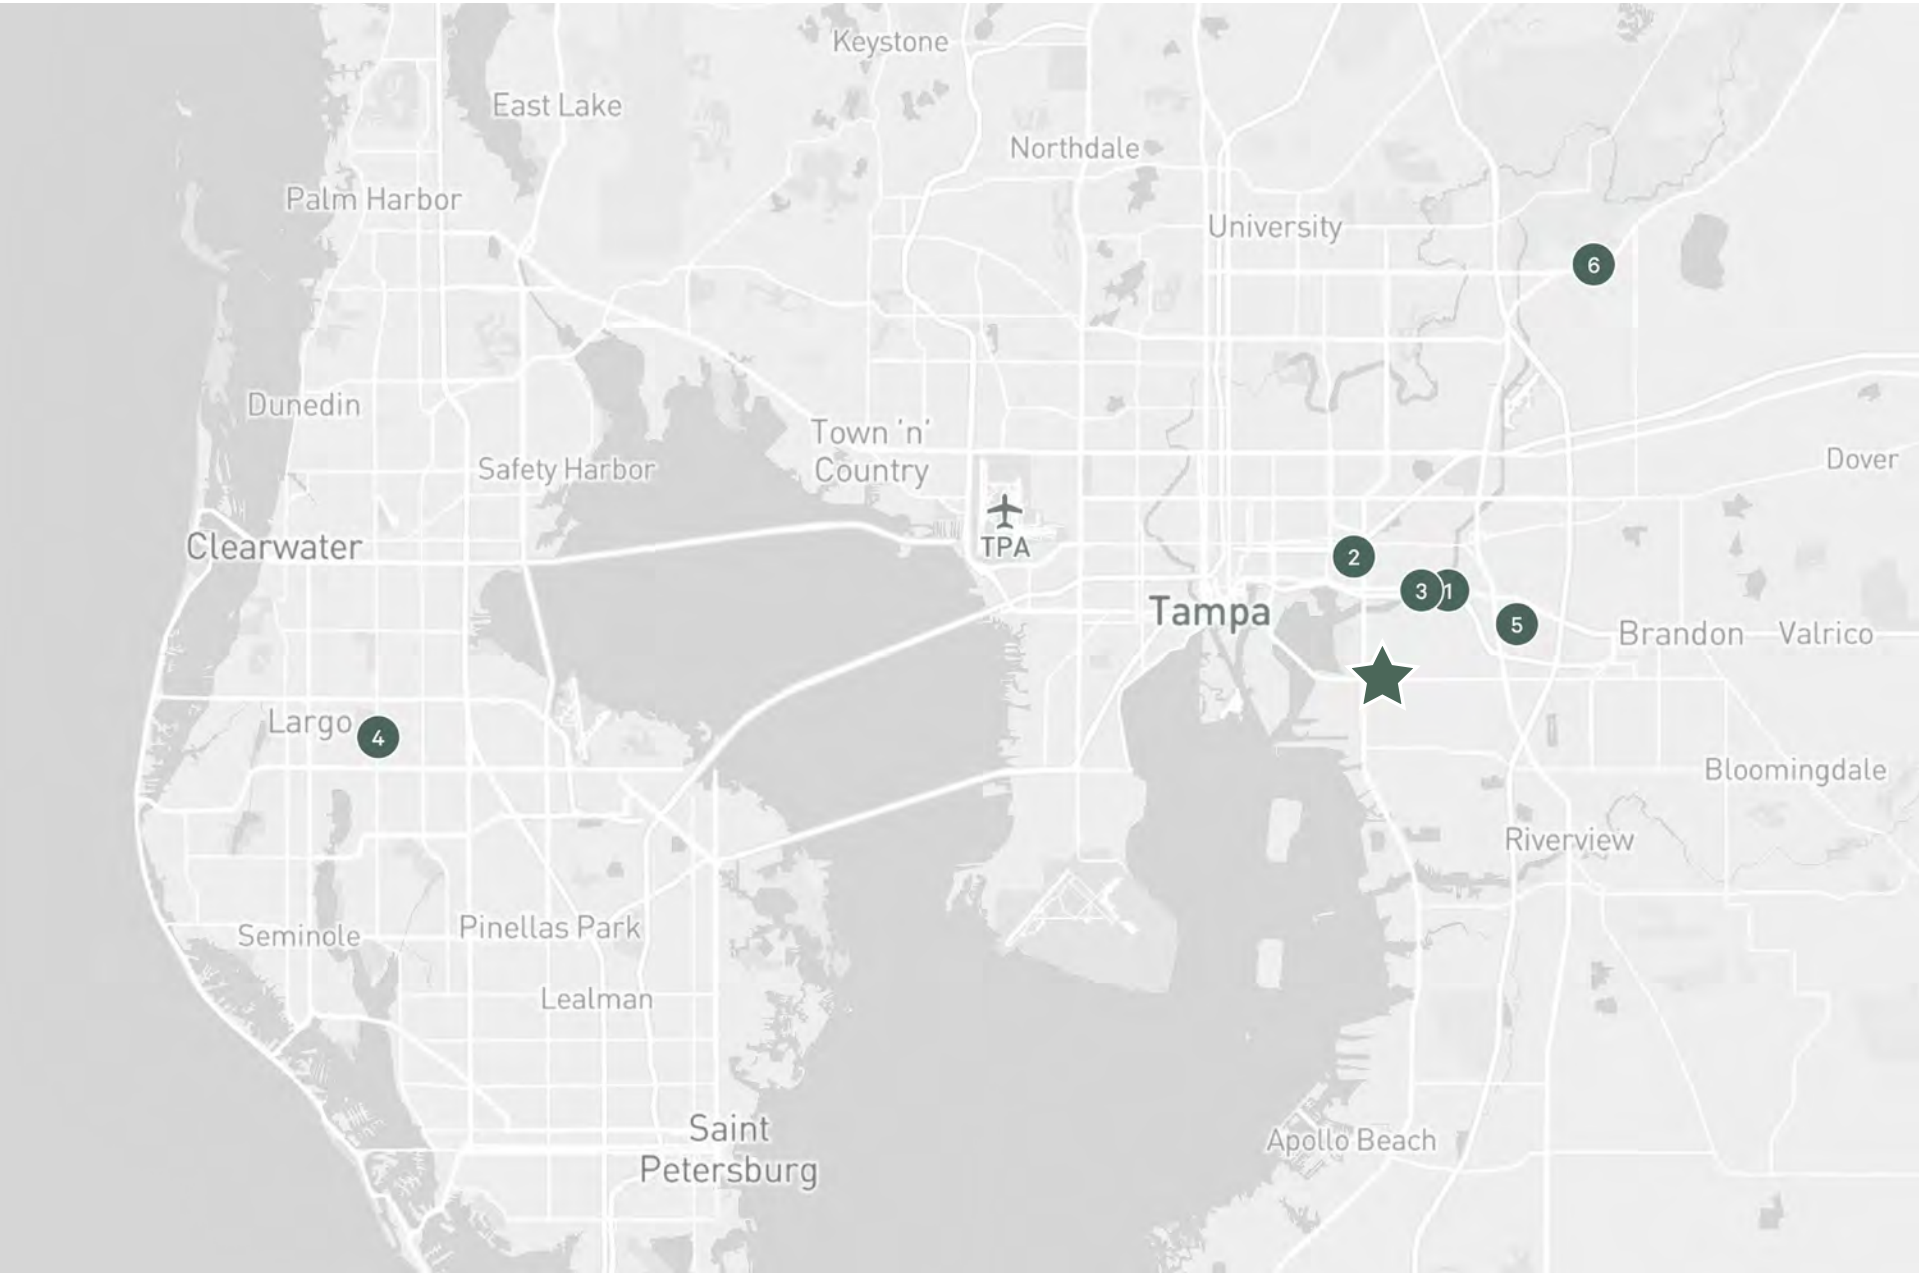 Keystone
East Lake
Northdale
Palm Harbor
University
6
Dunedin
Town 'n'
Country
Safety Harbor
Dover
Clearwater
TPA
2
3
1
Tampa
5
Brandon
Valrico
Largo
4
Bloomingdale
Riverview
Seminole
Pinellas Park
Lealman
Saint
Petersburg
Apollo Beach